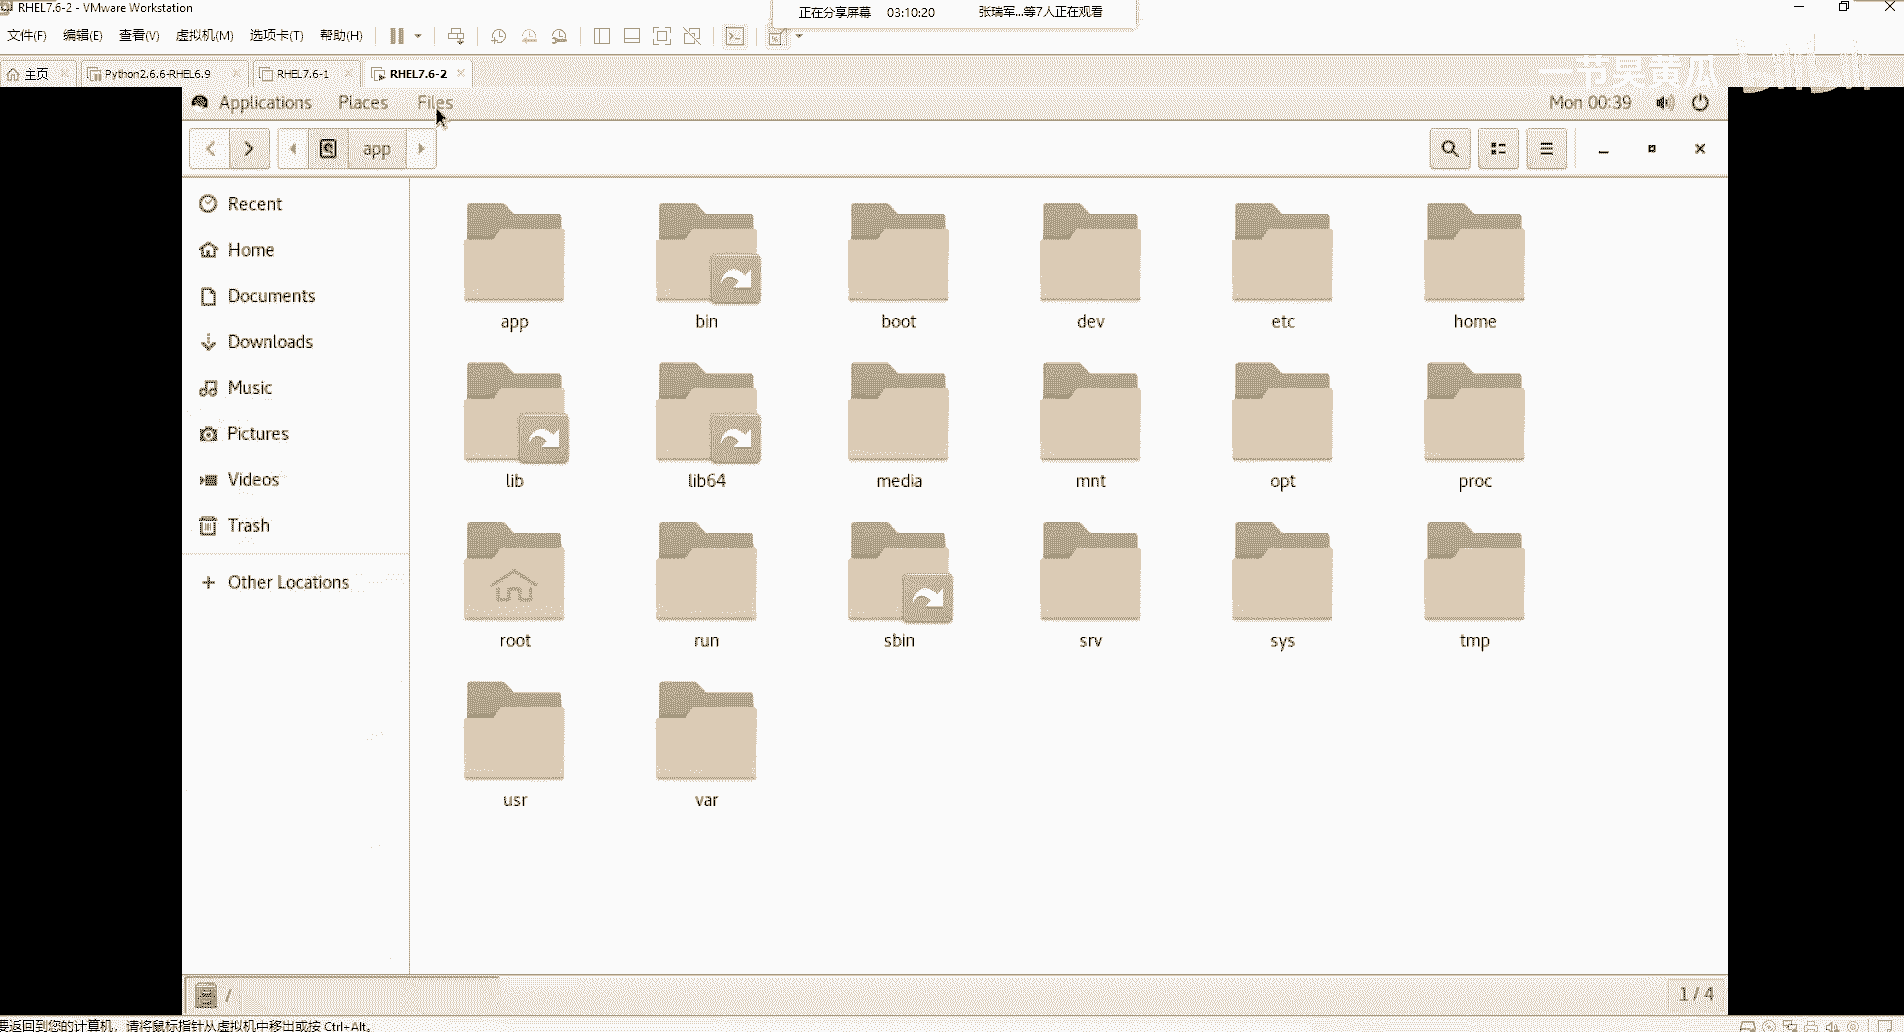 RHEL7.6-2 - VMware Workstation
正在分享屏幕 03:10:20 张瑞军...等7人正在观看
文件(F) 编辑(E) 查看(V) 虚拟机(M) 选项卡(T) 帮助(H)
主页 Python2.6.6-RHEL6.9 RHEL7.6-1 RHEL7.6-2
一节吴黄瓜 bilibili
Applications Places Files Mon 00:39
app
Recent
Home
Documents
Downloads
Music
Pictures
Videos
Trash
Other Locations
app bin boot dev etc home
lib lib64 media mnt opt proc
root run sbin srv sys tmp
usr var
/ 1 / 4
要返回到您的计算机，请将鼠标指针从虚拟机中移出或按 Ctrl+Alt。